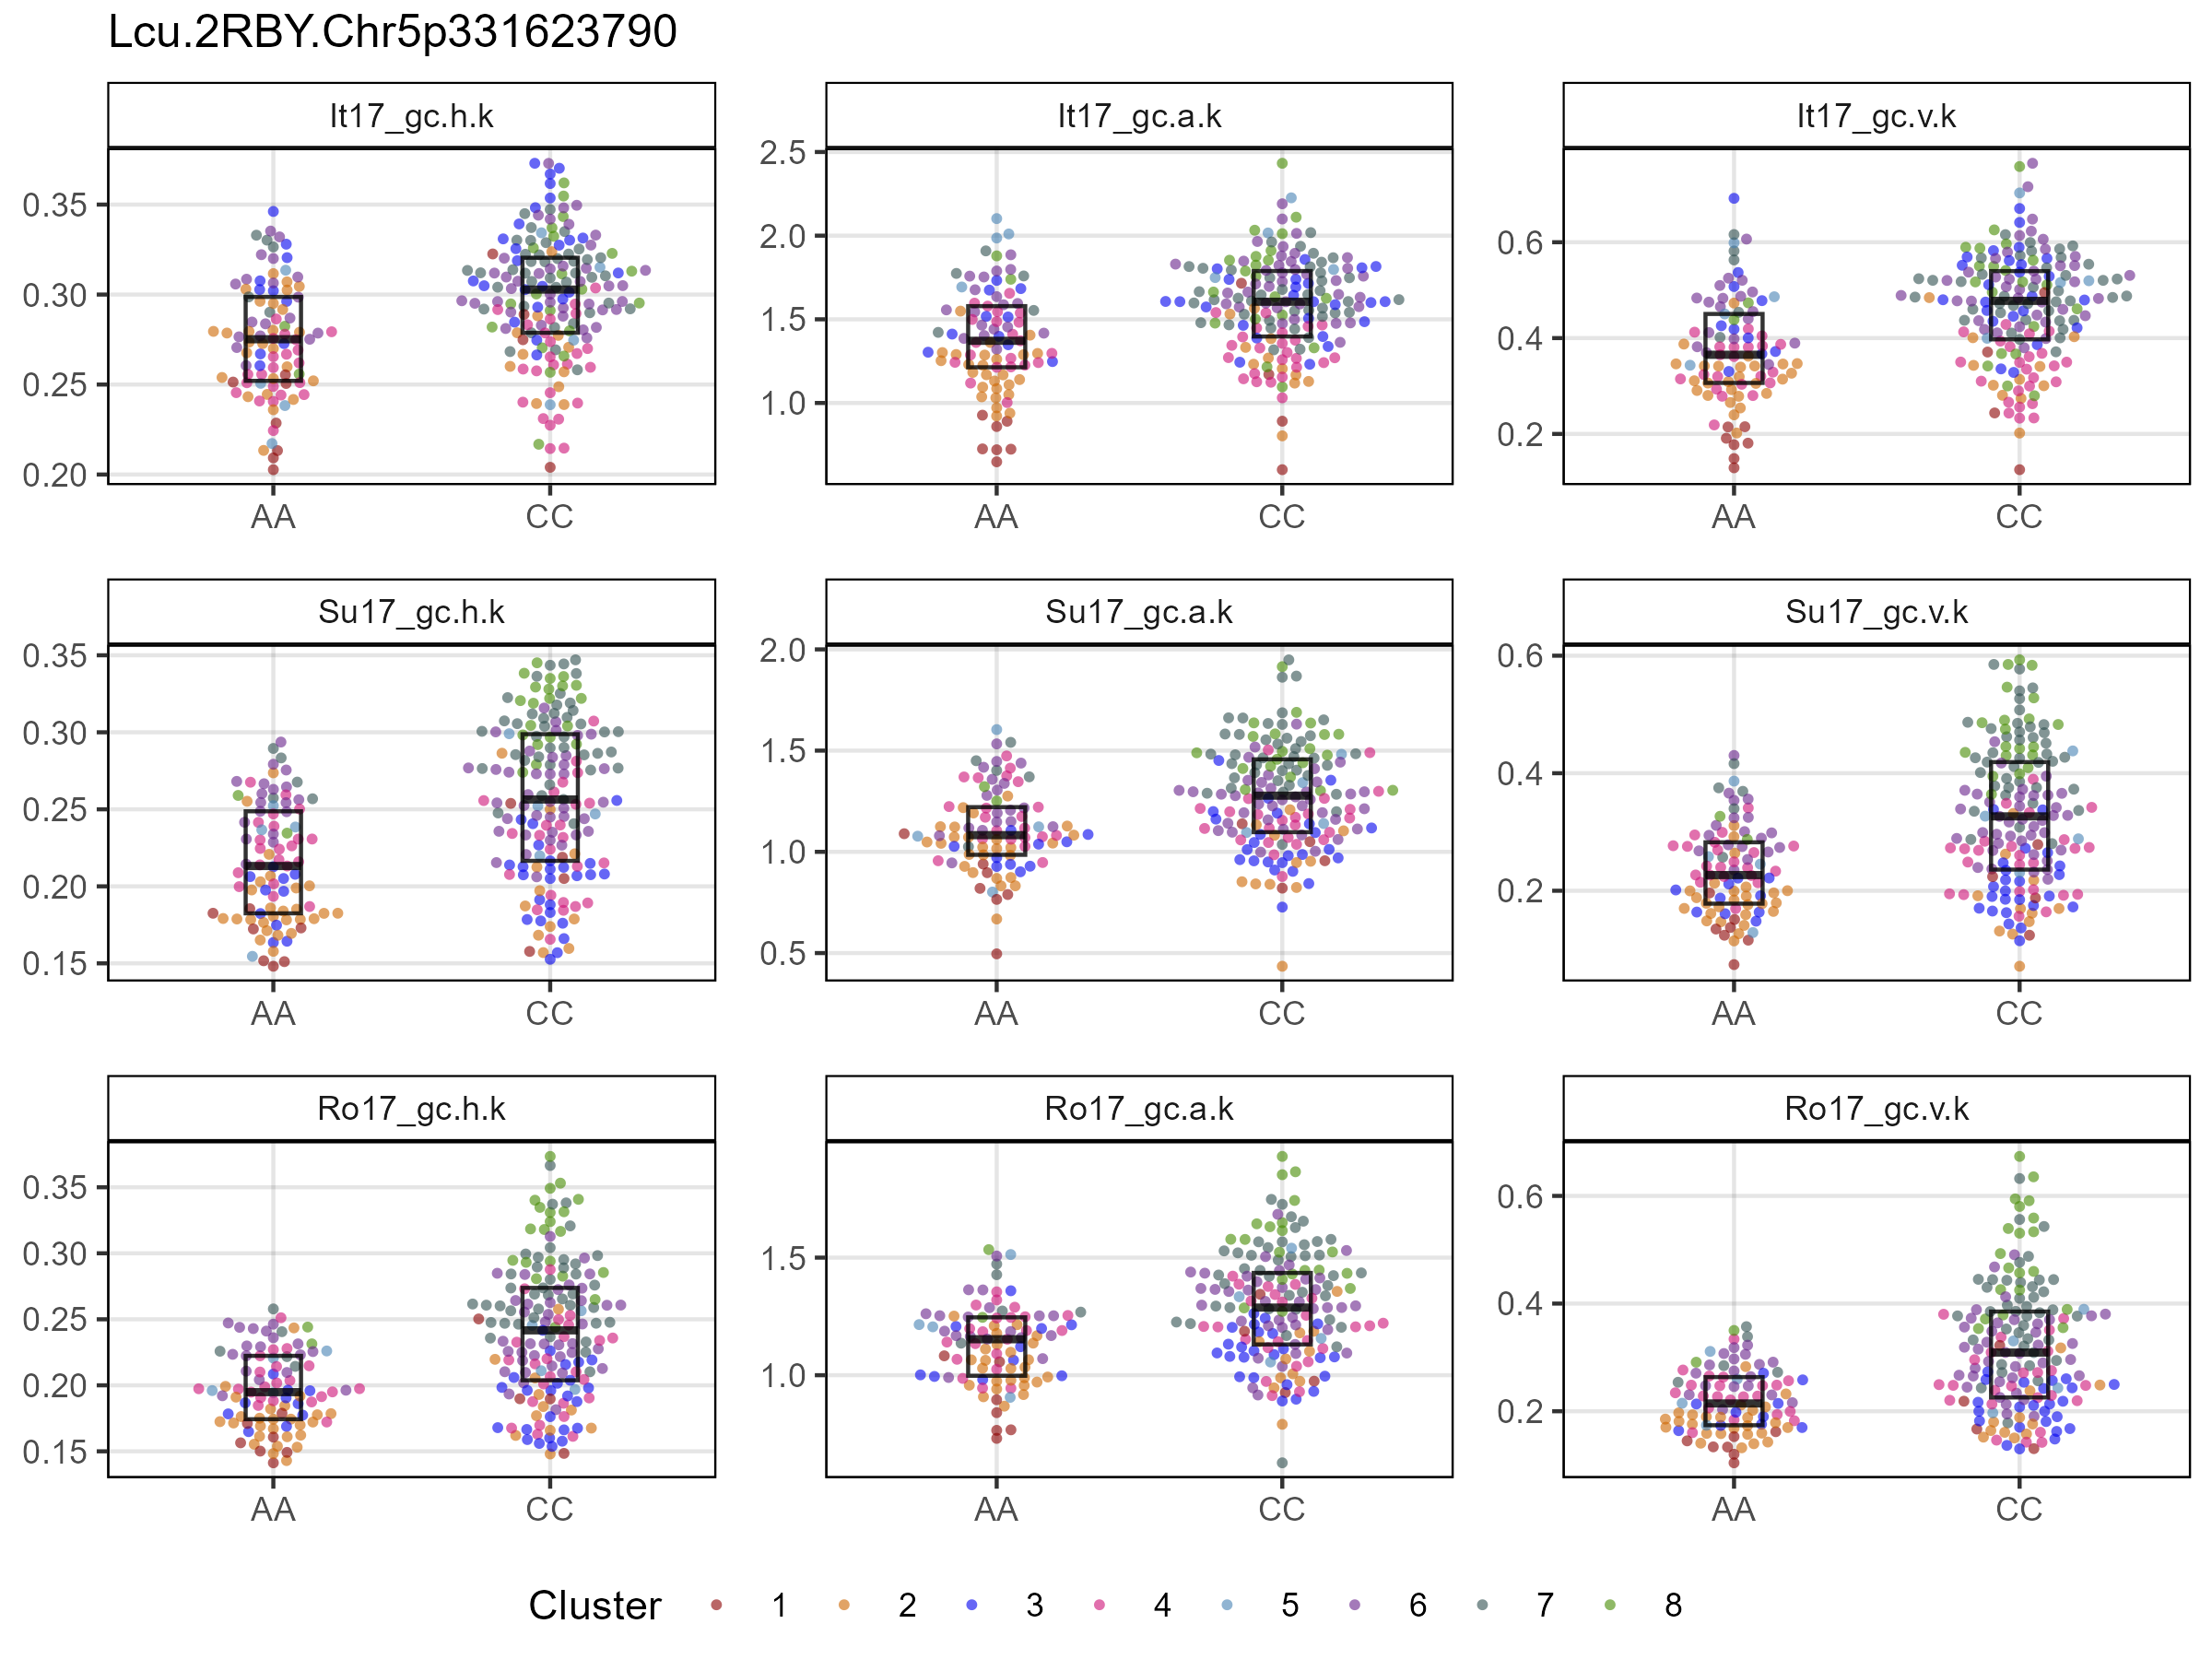 Lcu.2RBY.Chr5p331623790
It17_gc.h.k
It17_gc.a.k
It17_gc.v.k
0.35
0.30
0.25
0.20
AA
CC
2.5
2.0
1.5
1.0
AA
CC
0.6
0.4
0.2
AA
CC
Su17_gc.h.k
Su17_gc.a.k
Su17_gc.v.k
0.35
0.30
0.25
0.20
0.15
AA
CC
2.0
1.5
1.0
0.5
AA
CC
0.6
0.4
0.2
AA
CC
Ro17_gc.h.k
Ro17_gc.a.k
Ro17_gc.v.k
0.35
0.30
0.25
0.20
0.15
AA
CC
1.5
1.0
AA
CC
0.6
0.4
0.2
AA
CC
Cluster 1 2 3 4 5 6 7 8